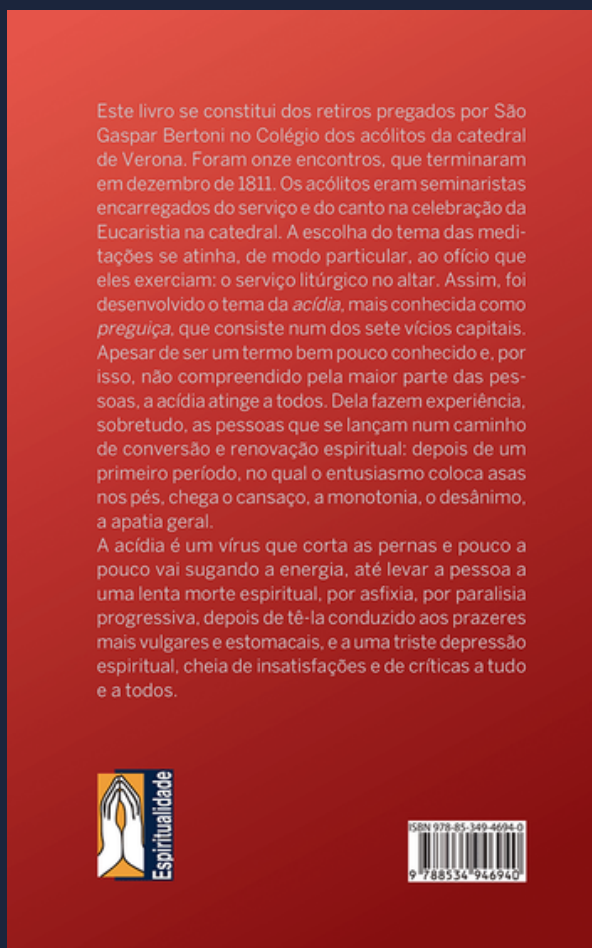 Este livro se constitui dos retiros pregados por São
Gaspar Bertoni no Colégio dos acólitos da catedral
de Verona. Foram onze encontros, que terminaram
em dezembro de 1811. Os acólitos eram seminaristas
encarregados do serviço e do canto na celebração da
Eucaristia na catedral. A escolha do tema das medi-
tações se atinha, de modo particular, ao ofício que
eles exerciam: o serviço litúrgico no altar. Assim, foi
desenvolvido o tema da acídia, mais conhecida como
preguiça, que consiste num dos sete vícios capitais.
Apesar de ser um termo bem pouco conhecido e, por
isso, não compreendido pela maior parte das pes-
soas, a acídia atinge a todos. Dela fazem experiência,
sobretudo, as pessoas que se lançam num caminho
de conversão e renovação espiritual: depois de um
primeiro período, no qual o entusiasmo coloca asas
nos pés, chega o cansaço, a monotonia, o desânimo,
a apatia geral.
A acídia é um vírus que corta as pernas e pouco a
pouco vai sugando a energia, até levar a pessoa a
uma lenta morte espiritual, por asfixia, por paralisia
progressiva, depois de tê-la conduzido aos prazeres
mais vulgares e estomacais, e a uma triste depressão
espiritual, cheia de insatisfações e de críticas a tudo
e a todos.
Espiritualidade
ISBN 978-85-349-4694-0
9 788534 946940